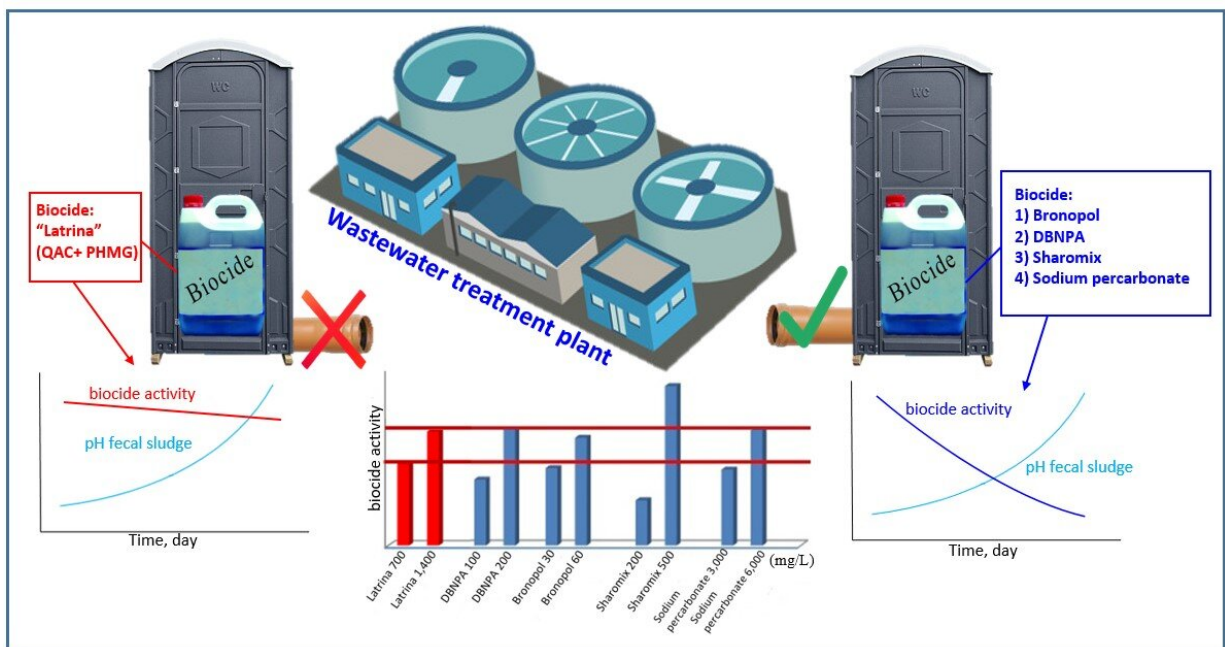 WC
Biocide:
"Latrina"
(QAC+ PHMG)
Biocide
Wastewater treatment plant
WC
Biocide:
1) Bronopol
2) DBNPA
3) Sharomix
4) Sodium percarbonate
Biocide
biocide activity
pH fecal sludge
Time, day
biocide activity
Latrina 700
Latrina 1,400
DBNPA 100
DBNPA 200
Bronopol 30
Bronopol 60
Sharomix 200
Sharomix 500
Sodium
percarbonate 3,000
Sodium
percarbonate 6,000
(mg/L)
biocide activity
pH fecal sludge
Time, day